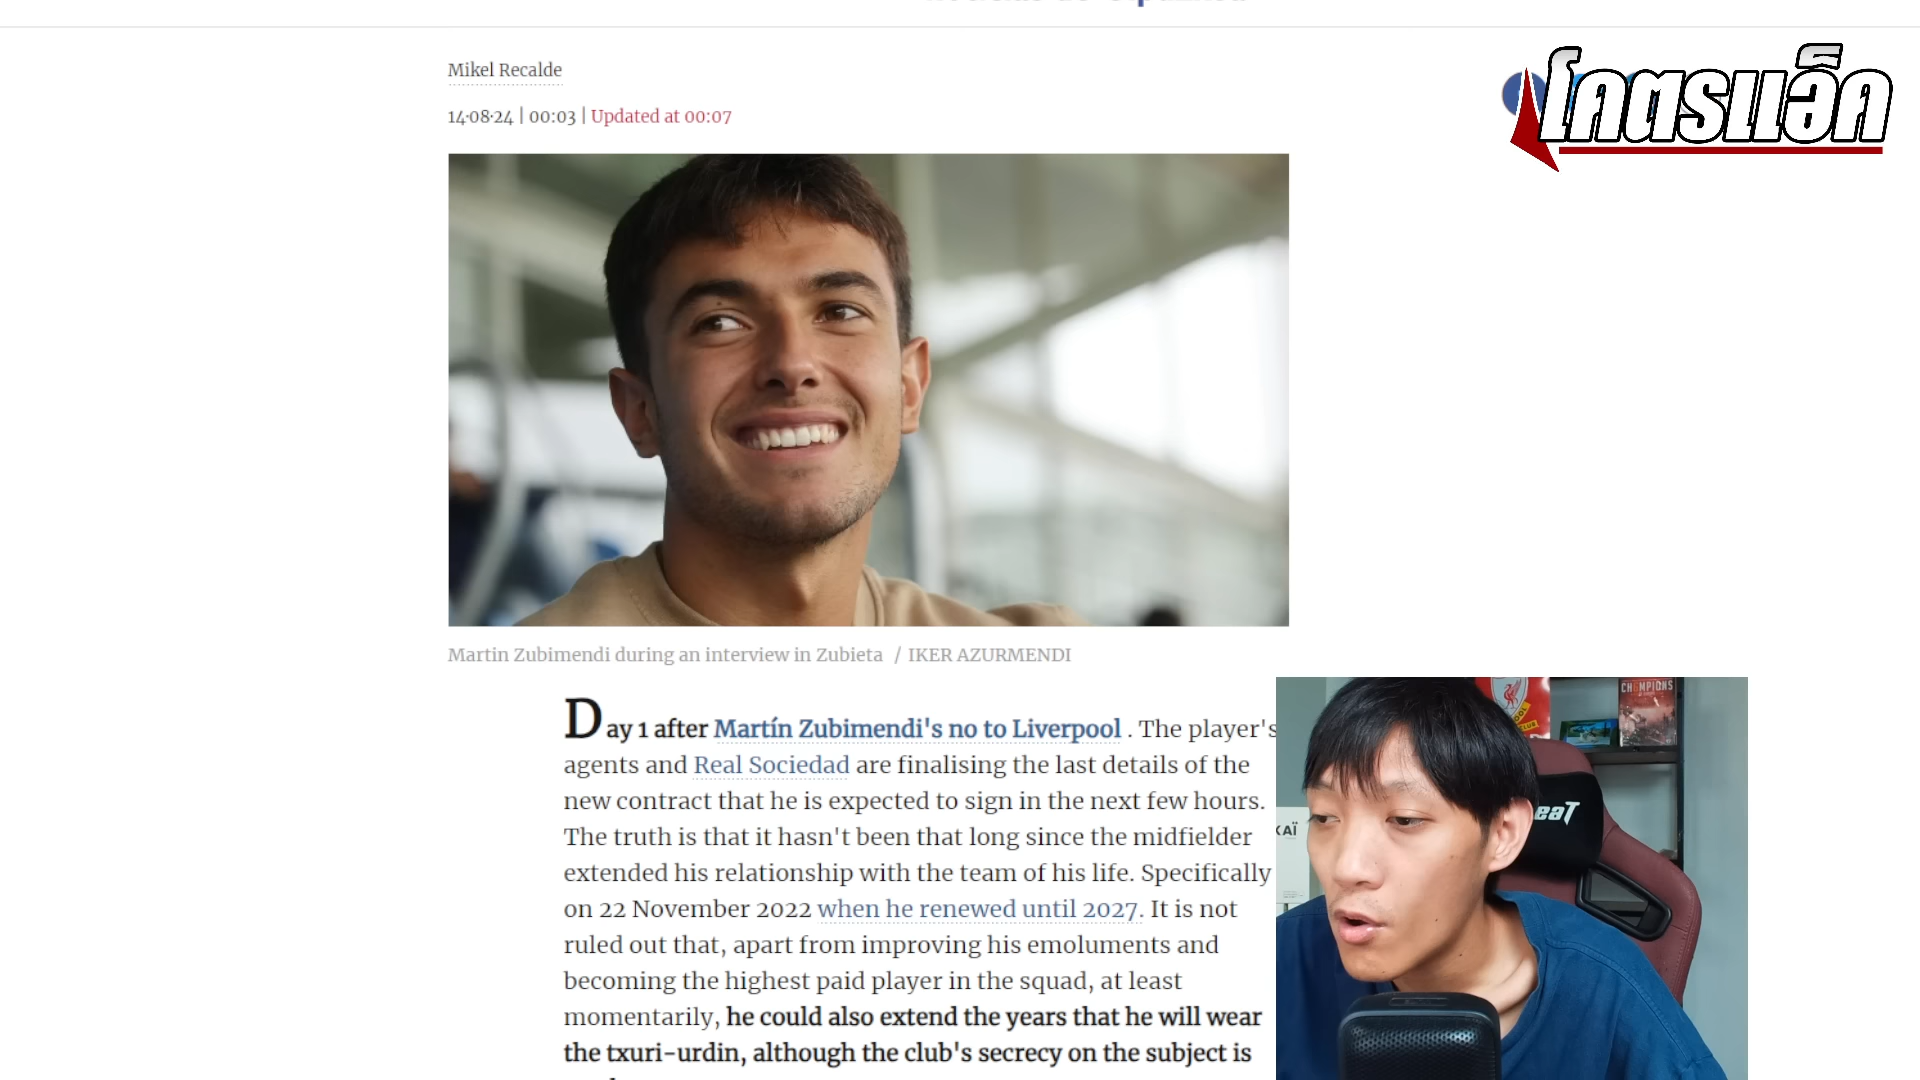 Mikel Recalde
14·08·24 | 00:03 | Updated at 00:07
โคตรแอ็ค
Martin Zubimendi during an interview in Zubieta / IKER AZURMENDI
Day 1 after Martín Zubimendi's no to Liverpool . The player's
agents and Real Sociedad are finalising the last details of the
new contract that he is expected to sign in the next few hours.
The truth is that it hasn't been that long since the midfielder
extended his relationship with the team of his life. Specifically
on 22 November 2022 when he renewed until 2027. It is not
ruled out that, apart from improving his emoluments and
becoming the highest paid player in the squad, at least
momentarily, he could also extend the years that he will wear
the txuri-urdin, although the club's secrecy on the subject is
CHAMPIONS